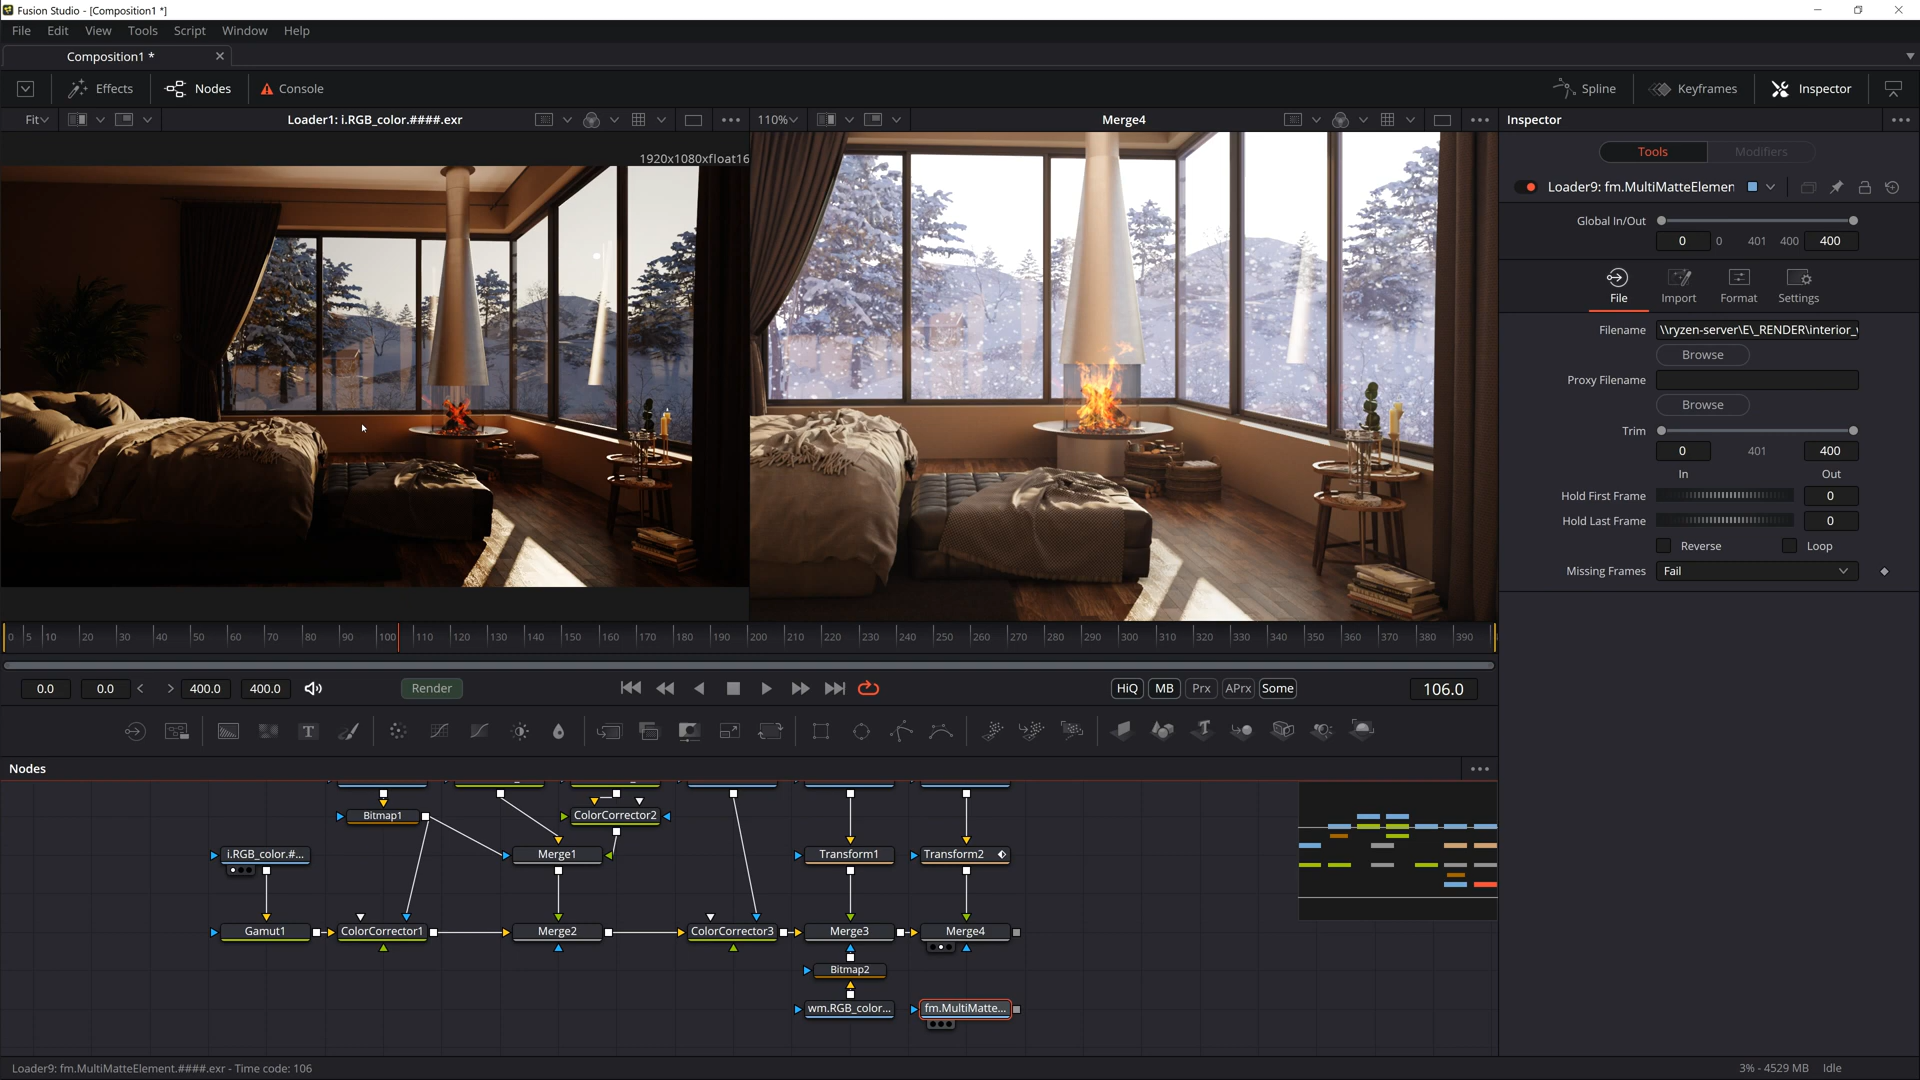 Fusion Studio - [Composition1 *]
File Edit View Tools Script Window Help
Composition1 *
Effects Nodes Console Spline Keyframes Inspector
Fit Loader1: i.RGB_color.####.exr 110% Merge4 Inspector
1920x1080xfloat16
Tools Modifiers
Loader9: fm.MultiMatteElemen
Global In/Out
0 0 401 400 400
File Import Format Settings
Filename \\ryzen-server\E\_RENDER\interior_
Browse
Proxy Filename
Browse
Trim
0 401 400
In Out
Hold First Frame 0
Hold Last Frame 0
Reverse Loop
Missing Frames Fail
0 5 10 20 30 40 50 60 70 80 90 100 110 120 130 140 150 160 170 180 190 200 210 220 230 240 250 260 270 280 290 300 310 320 330 340 350 360 370 380 390
0.0 0.0 < > 400.0 400.0 Render HiQ MB Prx APrx Some 106.0
Nodes
Bitmap1 ColorCorrector2
i.RGB_color.#... Merge1 Transform1 Transform2
Gamut1 ColorCorrector1 Merge2 ColorCorrector3 Merge3 Merge4
Bitmap2
wm.RGB_color... fm.MultiMatte...
Loader9: fm.MultiMatteElement.####.exr - Time code: 106 3% - 4529 MB Idle